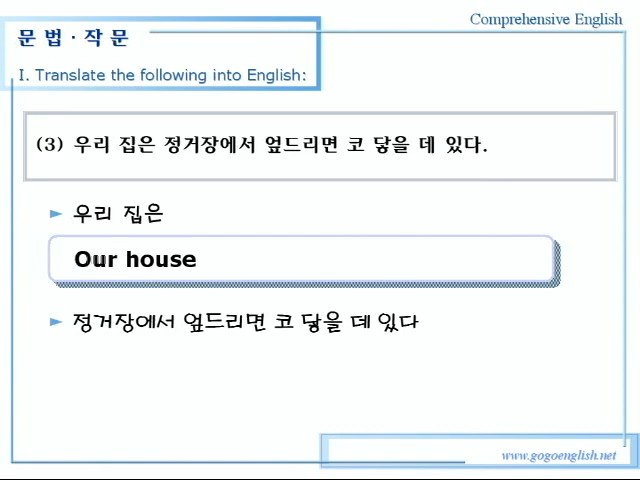 Comprehensive English
문 법 · 작 문
I. Translate the following into English:
(3) 우리 집은 정거장에서 엎드리면 코 닿을 데 있다.
► 우리 집은
Our house
► 정거장에서 엎드리면 코 닿을 데 있다
www.gogoenglish.net